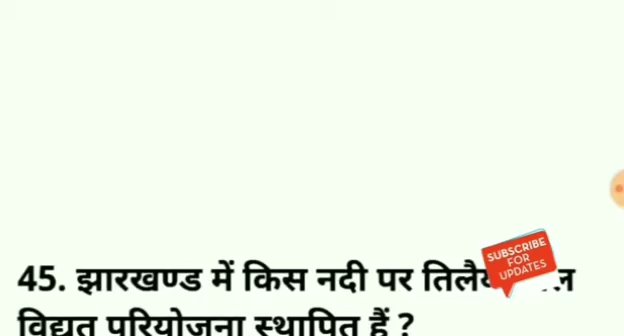 SUBSCRIBE
FOR
UPDATES
45. झारखण्ड में किस नदी पर
विद्युत परियोजना स्थापित हैं ?